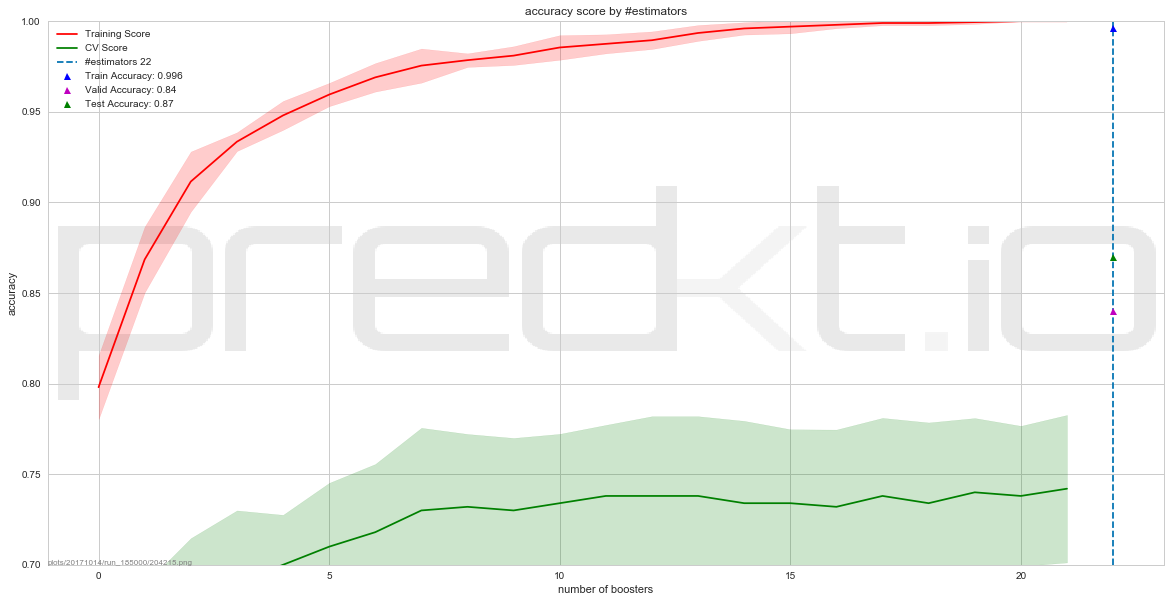 accuracy score by #estimators
1.00
0.95
0.90
0.85
0.80
0.75
0.70
accuracy
Training Score
CV Score
#estimators 22
Train Accuracy: 0.996
Valid Accuracy: 0.84
Test Accuracy: 0.87
predkt.io
plots/20171014/run_185000/204215.png
0 5 10 15 20
number of boosters